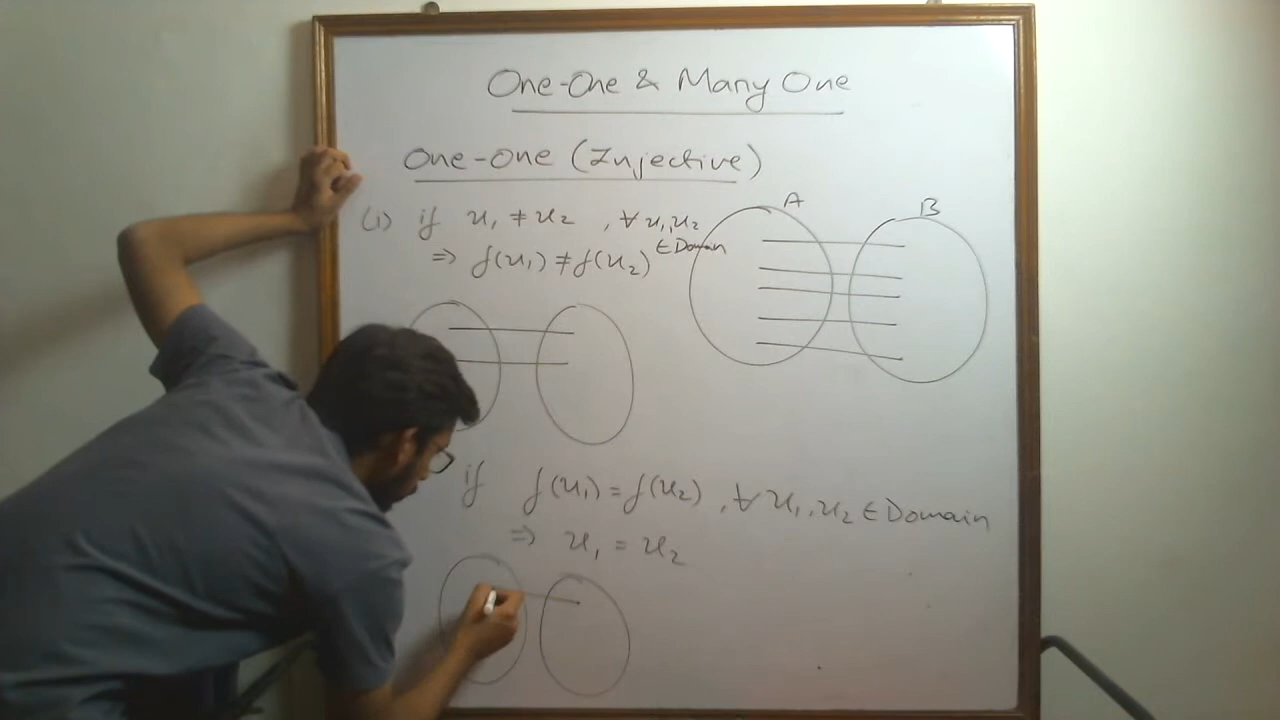 One-One & Many One
One-One (Injective)
(1) if x₁ ≠ x₂ , ∀ x₁, x₂ ∈ Domain
⇒ f(x₁) ≠ f(x₂)
A
B
if f(x₁) = f(x₂) , ∀ x₁, x₂ ∈ Domain
⇒ x₁ = x₂